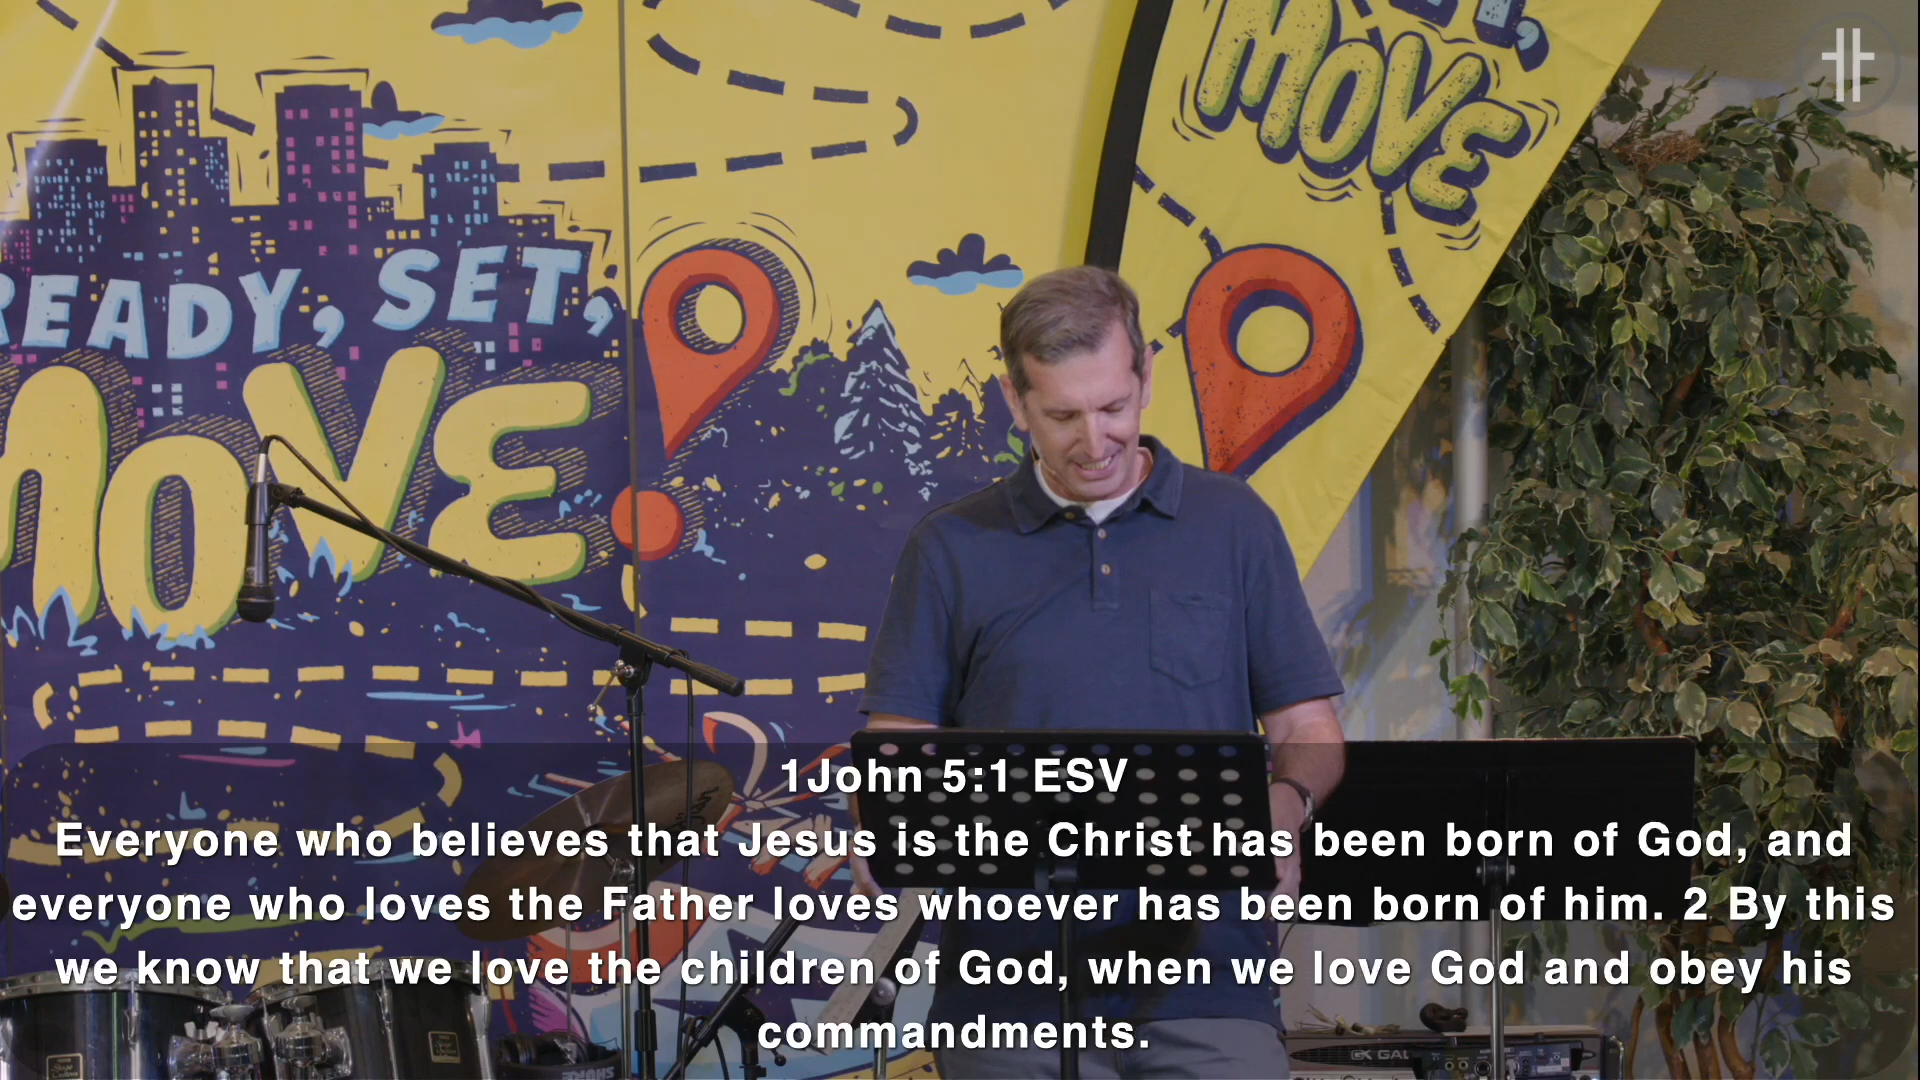 MOVE
READY, SET,
MOVE
1John 5:1 ESV
Everyone who believes that Jesus is the Christ has been born of God, and
everyone who loves the Father loves whoever has been born of him. 2 By this
we know that we love the children of God, when we love God and obey his
commandments.
SHURE